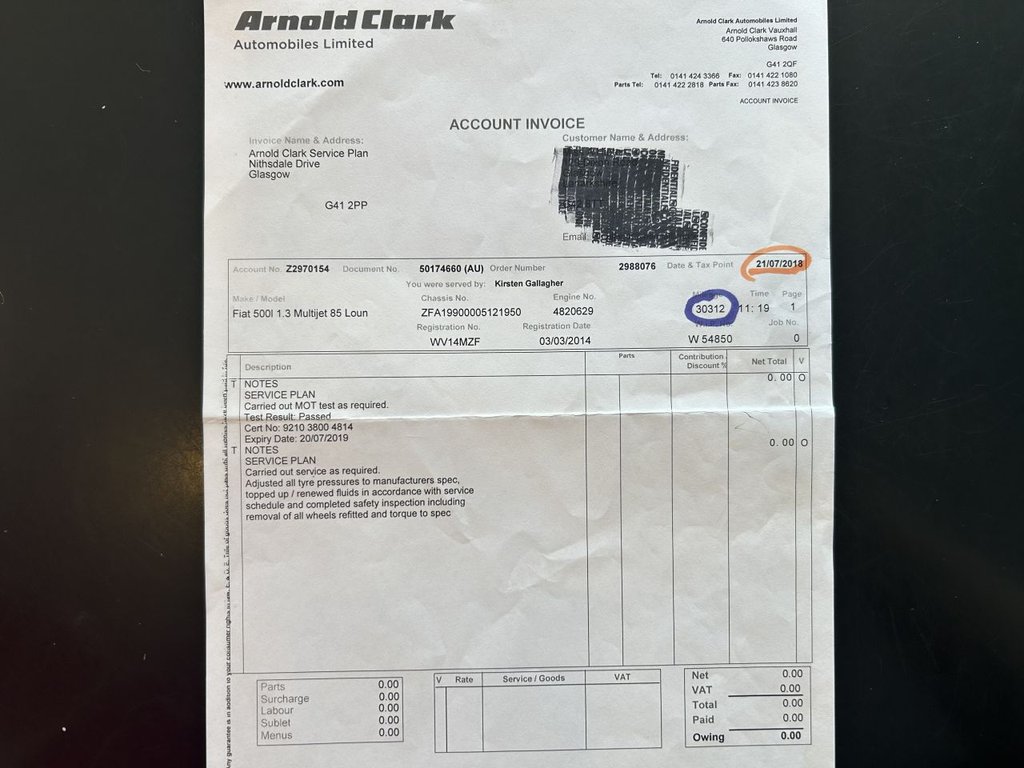 Arnold Clark
Automobiles Limited
www.arnoldclark.com
Arnold Clark Automobiles Limited
Arnold Clark Vauxhall
640 Pollokshaws Road
Glasgow
G41 2QF
Tel: 0141 424 3366 Fax: 0141 422 1080
Parts Tel: 0141 422 2818 Parts Fax: 0141 423 8620
ACCOUNT INVOICE
ACCOUNT INVOICE
Invoice Name & Address:
Arnold Clark Service Plan
Nithsdale Drive
Glasgow
G41 2PP
Customer Name & Address:
Email:
Account No. Z2970154 Document No. 50174660 (AU) Order Number 2988076 Date & Tax Point 21/07/2018
You were served by: Kirsten Gallagher
Make / Model Chassis No. Engine No. Mileage Time Page
Fiat 500l 1.3 Multijet 85 Loun ZFA19900005121950 4820629 30312 11:19 1
Registration No. Registration Date Job No.
WV14MZF 03/03/2014 W 54850 0
Description Parts Contribution Discount % Net Total V
T NOTES 0.00 O
SERVICE PLAN
Carried out MOT test as required.
Test Result: Passed
Cert No: 9210 3800 4814
Expiry Date: 20/07/2019
T NOTES 0.00 O
SERVICE PLAN
Carried out service as required.
Adjusted all tyre pressures to manufacturers spec,
topped up / renewed fluids in accordance with service
schedule and completed safety inspection including
removal of all wheels refitted and torque to spec
Parts 0.00
Surcharge 0.00
Labour 0.00
Sublet 0.00
Menus 0.00
V Rate Service / Goods VAT
Net 0.00
VAT 0.00
Total 0.00
Paid 0.00
Owing 0.00